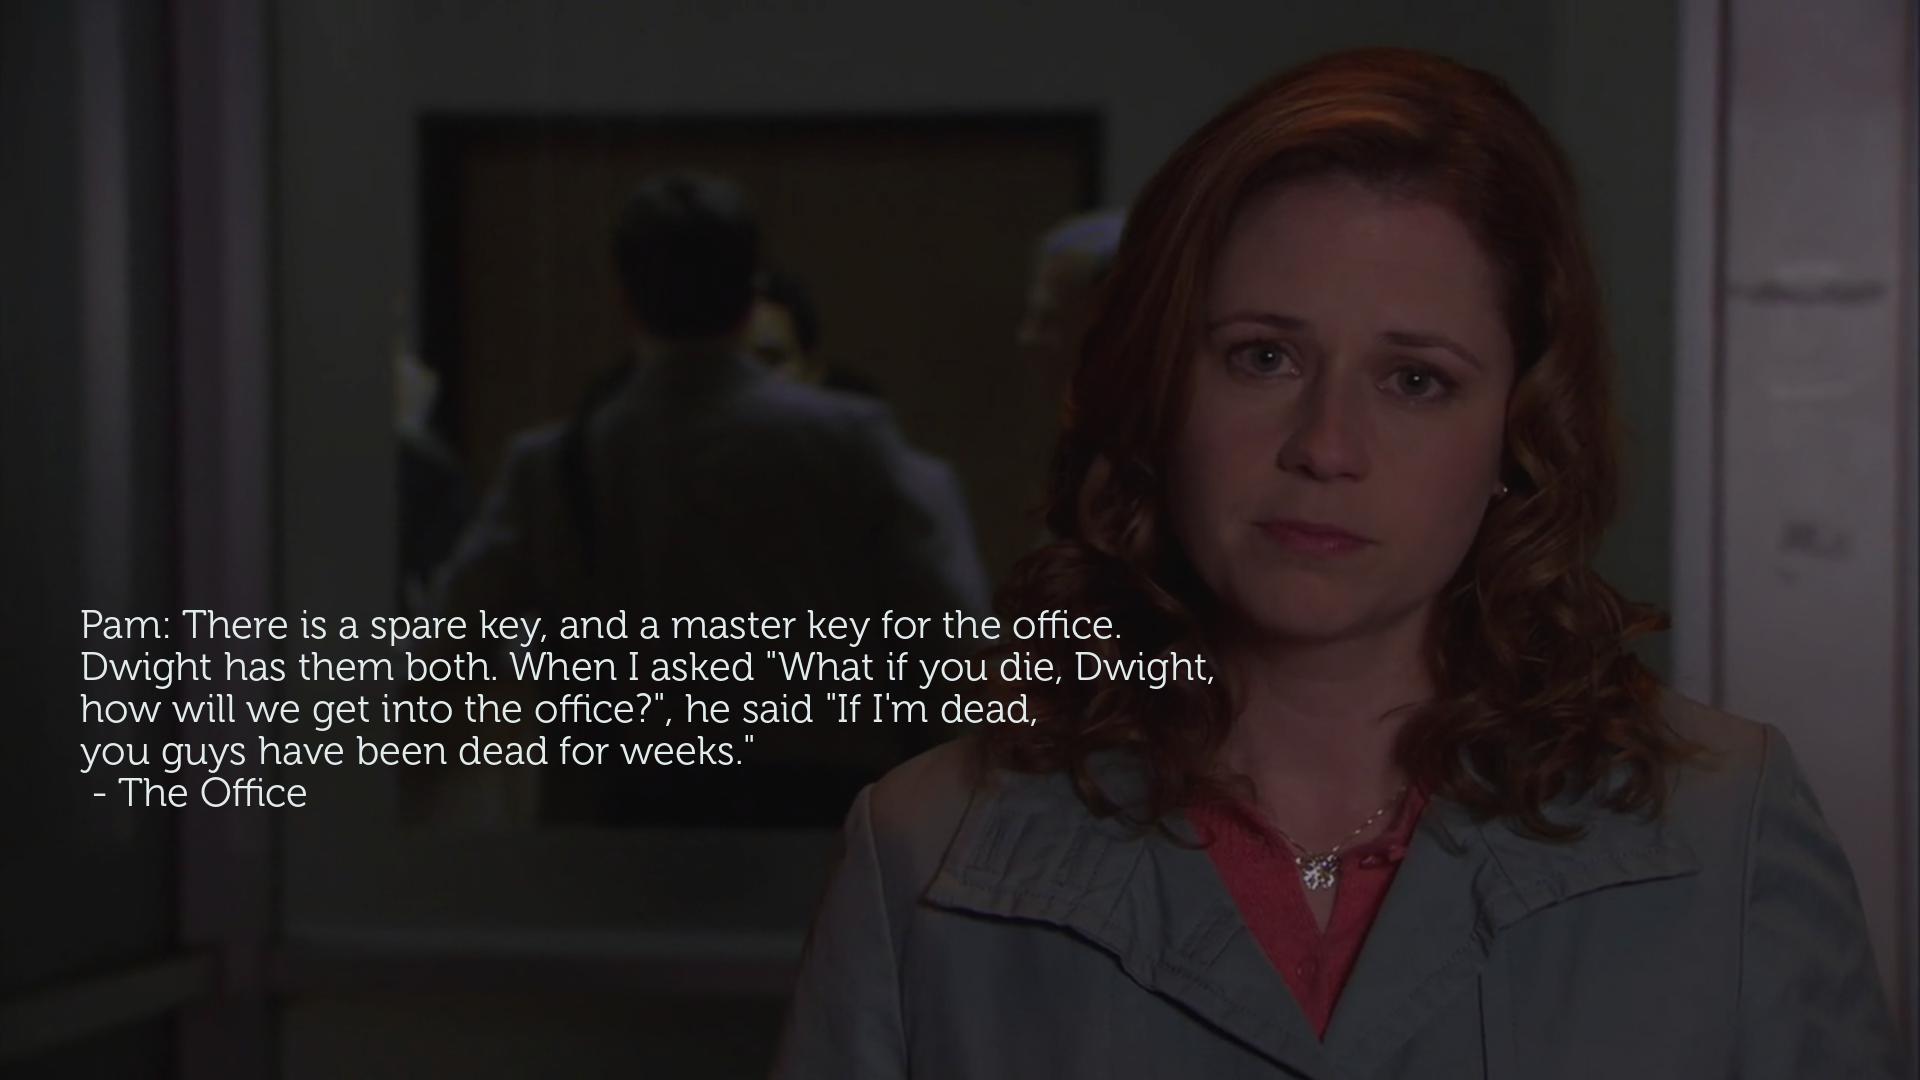 Pam: There is a spare key, and a master key for the office.
Dwight has them both. When I asked "What if you die, Dwight,
how will we get into the office?", he said "If I'm dead,
you guys have been dead for weeks."
- The Office